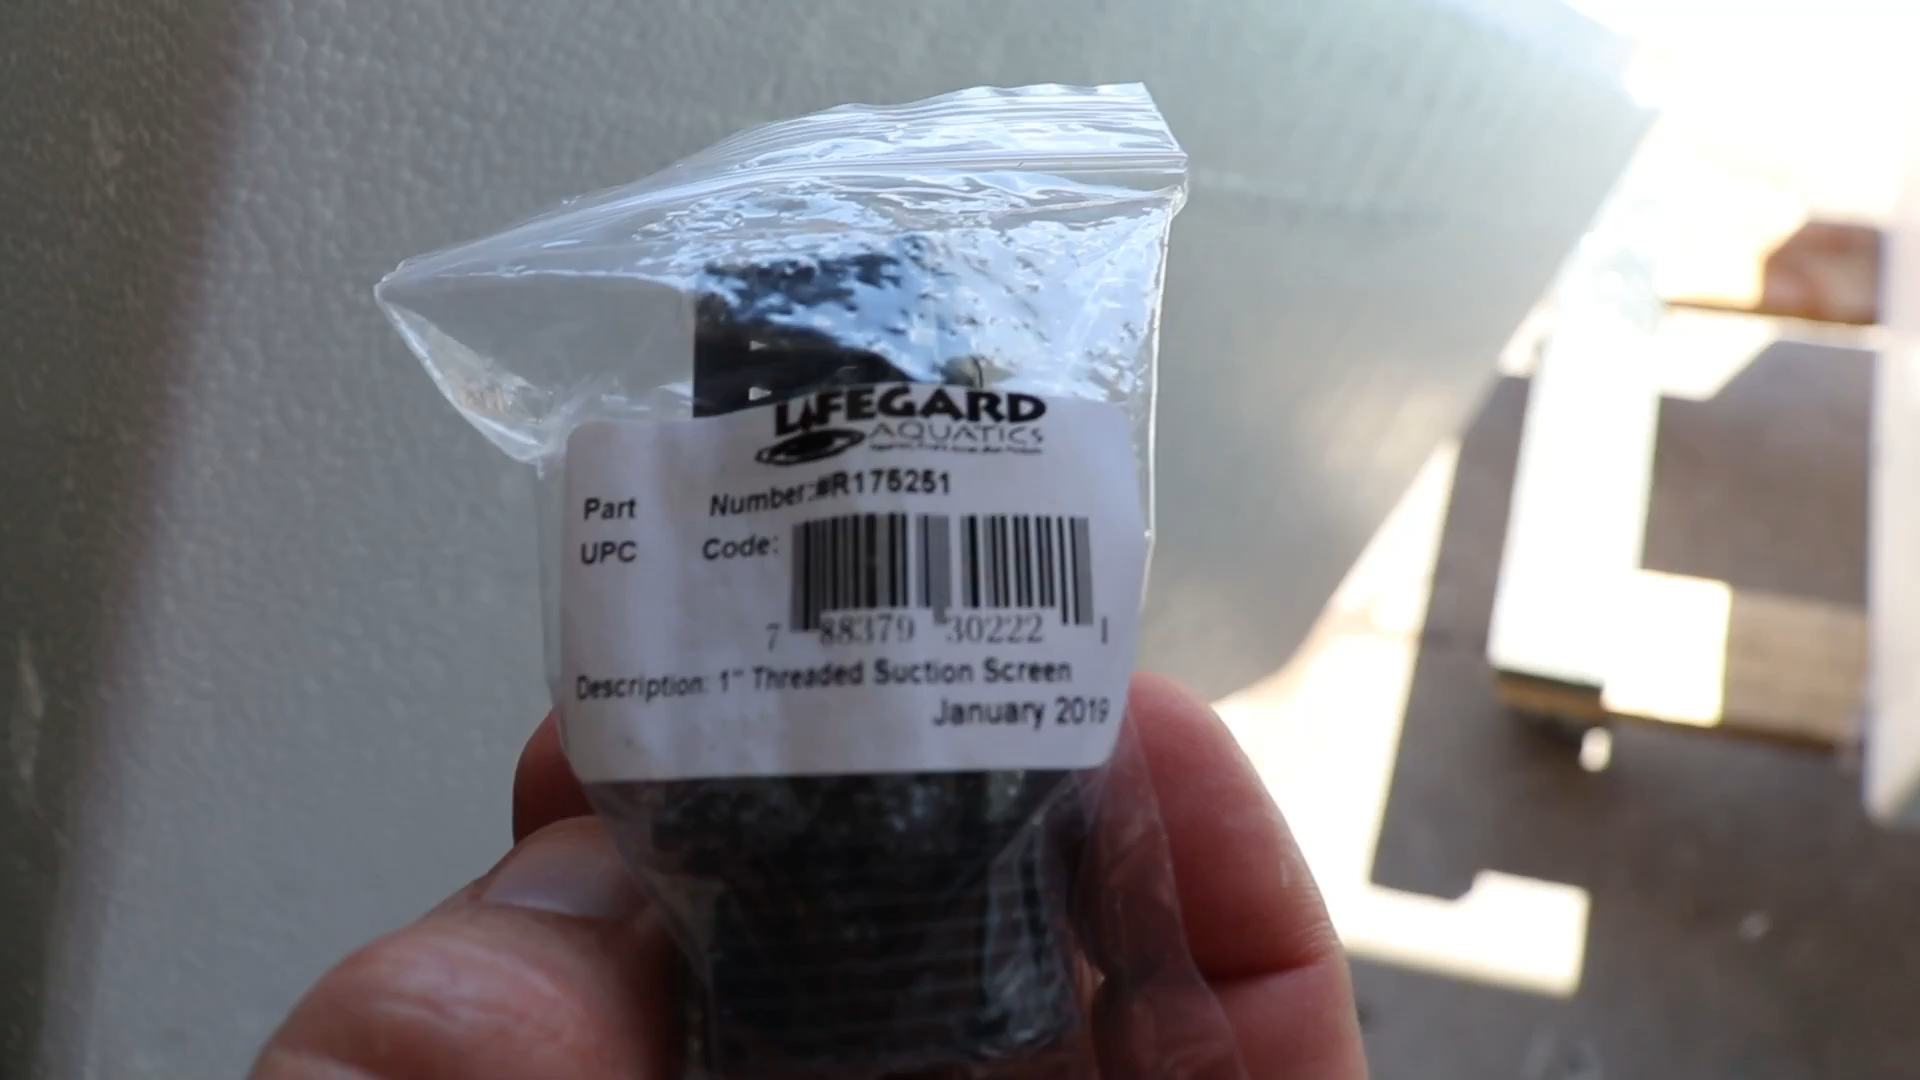 LIFEGARD
AQUATICS
Part Number:#R175251
UPC Code:
7 88379 30222 1
Description: 1" Threaded Suction Screen
January 2019